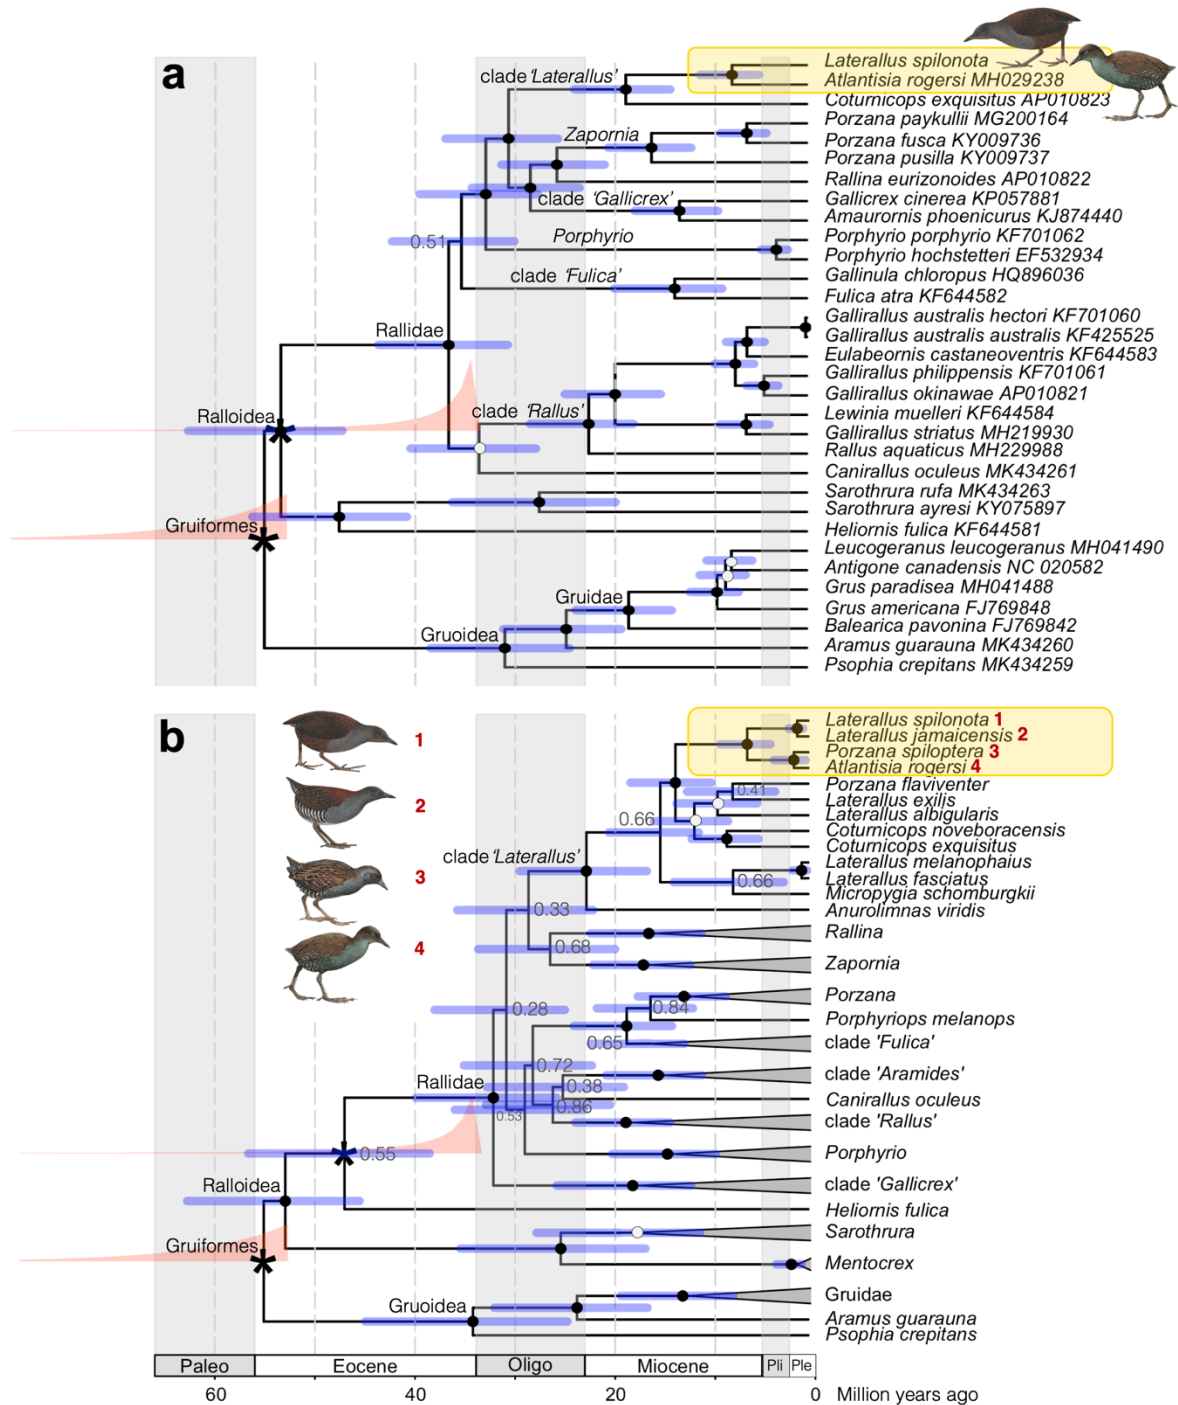 a
clade 'Laterallus'
Laterallus spilonota
Atlantisia rogersi MH029238
Coturnicops exquisitus AP010823
Porzana paykullii MG200164
Zapornia
Porzana fusca KY009736
Porzana pusilla KY009737
Rallina eurizonoides AP010822
clade 'Gallicrex'
Gallicrex cinerea KP057881
Amaurornis phoenicurus KJ874440
0.51
Porphyrio
Porphyrio porphyrio KF701062
Porphyrio hochstetteri EF532934
clade 'Fulica'
Gallinula chloropus HQ896036
Fulica atra KF644582
Rallidae
Gallirallus australis hectori KF701060
Gallirallus australis australis KF425525
Eulabeornis castaneoventris KF644583
Gallirallus philippensis KF701061
Gallirallus okinawae AP010821
Ralloidea
clade 'Rallus'
Lewinia muelleri KF644584
Gallirallus striatus MH219930
Rallus aquaticus MH229988
Canirallus oculeus MK434261
Sarothrura rufa MK434263
Sarothrura ayresi KY075897
Gruiformes
Heliornis fulica KF644581
Leucogeranus leucogeranus MH041490
Antigone canadensis NC 020582
Grus paradisea MH041488
Gruidae
Grus americana FJ769848
Balearica pavonina FJ769842
Gruoidea
Aramus guarauna MK434260
Psophia crepitans MK434259
b
1
2
3
4
Laterallus spilonota 1
Laterallus jamaicensis 2
Porzana spiloptera 3
Atlantisia rogersi 4
Porzana flaviventer
0.41
Laterallus exilis
Laterallus albigularis
0.66
Coturnicops noveboracensis
Coturnicops exquisitus
clade 'Laterallus'
Laterallus melanophaius
0.66
Laterallus fasciatus
Micropygia schomburgkii
0.33
Anurolimnas viridis
Rallina
0.68
Zapornia
Porzana
0.28
0.84
Porphyriops melanops
0.65
clade 'Fulica'
0.72
clade 'Aramides'
Rallidae
0.38
Canirallus oculeus
0.86
0.53
clade 'Rallus'
0.55
Porphyrio
Ralloidea
clade 'Gallicrex'
Heliornis fulica
Sarothrura
Gruiformes
Mentocrex
Gruidae
Gruoidea
Aramus guarauna
Psophia crepitans
Paleo Eocene Oligo Miocene Pli Ple
60 40 20 0 Million years ago